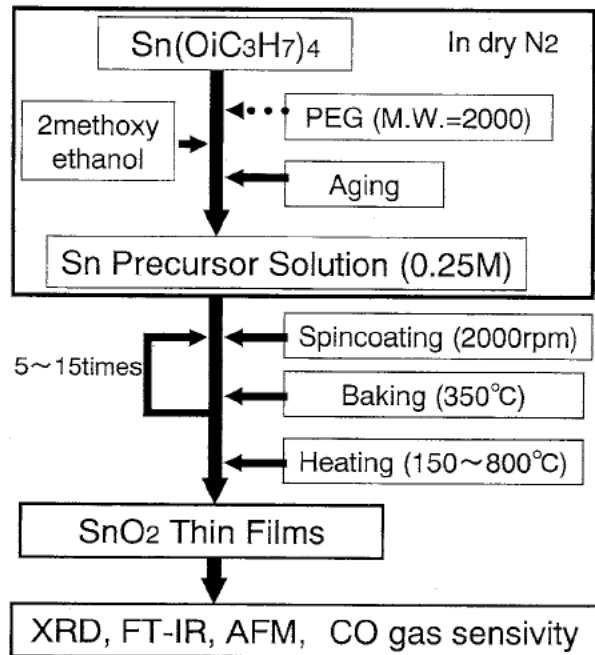 Sn(OiC3H7)4
In dry N2
PEG (M.W.=2000)
2methoxy
ethanol
Aging
Sn Precursor Solution (0.25M)
Spincoating (2000rpm)
5～15times
Baking (350℃)
Heating (150～800℃)
SnO2 Thin Films
XRD, FT-IR, AFM, CO gas sensivity